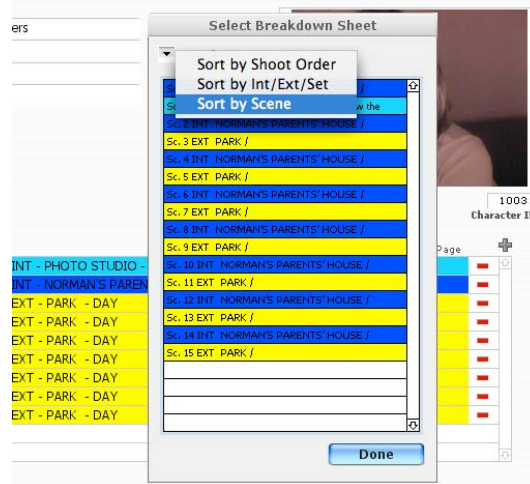 ers
Select Breakdown Sheet
Sort by Shoot Order
Sort by Int/Ext/Set
Sort by Scene
Sc. 2 INT NORMAN'S PARENTS' HOUSE /
Sc. 3 EXT PARK /
Sc. 4 INT NORMAN'S PARENTS' HOUSE /
Sc. 5 EXT PARK /
Sc. 6 INT NORMAN'S PARENTS' HOUSE /
Sc. 7 EXT PARK /
Sc. 8 INT NORMAN'S PARENTS' HOUSE /
Sc. 9 EXT PARK /
Sc. 10 INT NORMAN'S PARENTS' HOUSE /
Sc. 11 EXT PARK /
Sc. 12 INT NORMAN'S PARENTS' HOUSE /
Sc. 13 EXT PARK /
Sc. 14 INT NORMAN'S PARENTS' HOUSE /
Sc. 15 EXT PARK /
Done
1003
Character I
Page
INT - PHOTO STUDIO -
INT - NORMAN'S PAREN
EXT - PARK - DAY
EXT - PARK - DAY
EXT - PARK - DAY
EXT - PARK - DAY
EXT - PARK - DAY
EXT - PARK - DAY
EXT - PARK - DAY